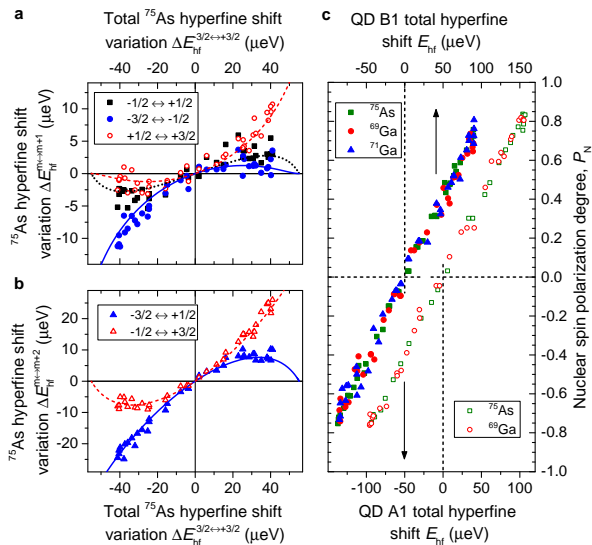 a
Total ⁷⁵As hyperfine shift
variation ΔE_hf^3/2↔+3/2 (μeV)
-40 -20 0 20 40
⁷⁵As hyperfine shift
variation ΔE_hf^m↔m+1 (μeV)
10
5
0
-5
-10
-1/2 ↔ +1/2
-3/2 ↔ -1/2
+1/2 ↔ +3/2
b
⁷⁵As hyperfine shift
variation ΔE_hf^m↔m+2 (μeV)
20
10
0
-10
-20
-3/2 ↔ +1/2
-1/2 ↔ +3/2
-40 -20 0 20 40
Total ⁷⁵As hyperfine shift
variation ΔE_hf^3/2↔+3/2 (μeV)
c
QD B1 total hyperfine
shift E_hf (μeV)
-50 0 50 100 150
⁷⁵As
⁶⁹Ga
⁷¹Ga
⁷⁵As
⁶⁹Ga
0.8
0.6
0.4
0.2
0.0
-0.2
-0.4
-0.6
-0.8
-1.0
Nuclear spin polarization degree, P_N
-100 -50 0 50 100
QD A1 total hyperfine
shift E_hf (μeV)